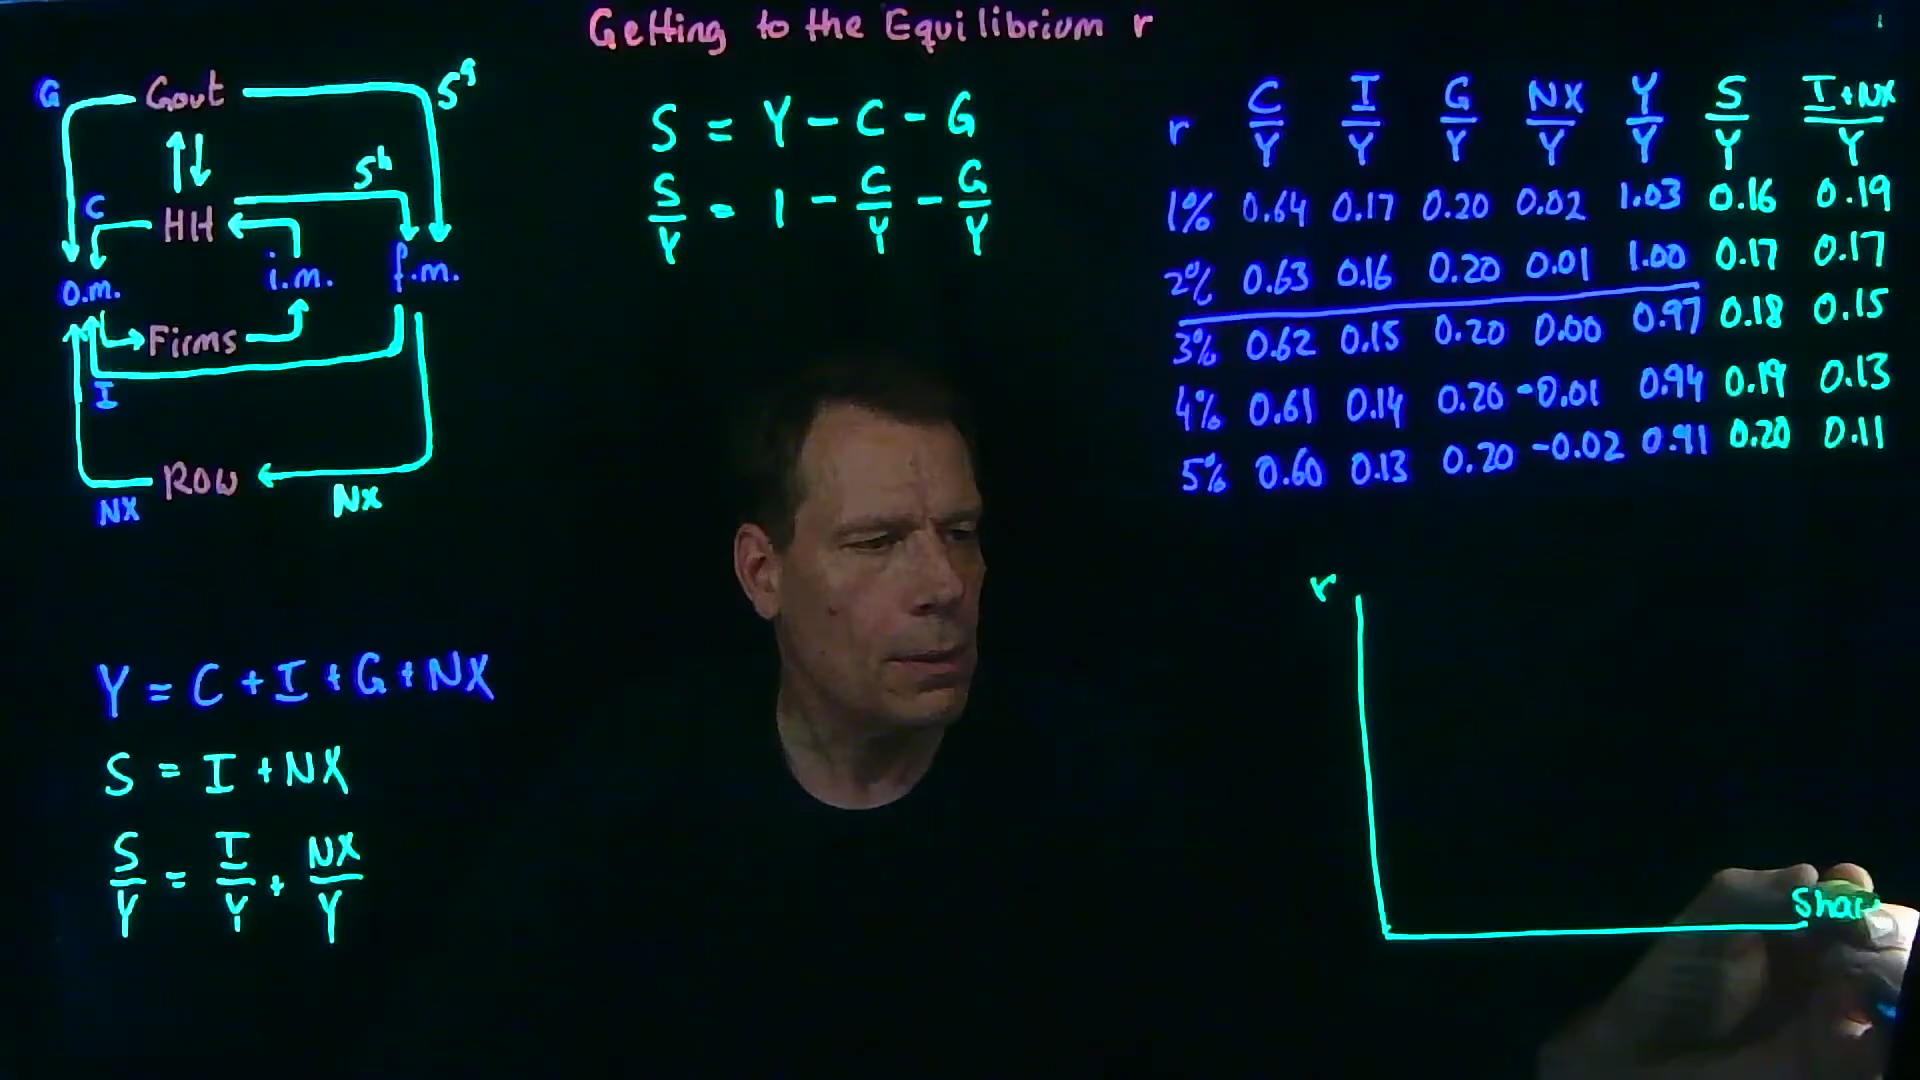 Getting to the Equilibrium r
G Govt S^g
S^h
C HH
o.m. i.m. f.m.
Firms
I
ROW
NX NX
Y = C + I + G + NX
S = I + NX
S/Y = I/Y + NX/Y
S = Y - C - G
S/Y = 1 - C/Y - G/Y
r C/Y I/Y G/Y NX/Y Y/Y S/Y I+NX/Y
1% 0.64 0.17 0.20 0.02 1.03 0.16 0.19
2% 0.63 0.16 0.20 0.01 1.00 0.17 0.17
3% 0.62 0.15 0.20 0.00 0.97 0.18 0.15
4% 0.61 0.14 0.20 -0.01 0.94 0.19 0.13
5% 0.60 0.13 0.20 -0.02 0.91 0.20 0.11
r